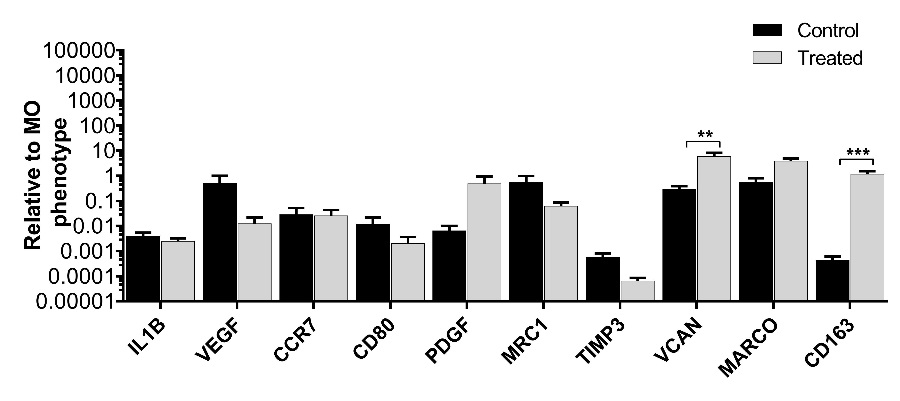 Control
Treated
Relative to MO
phenotype
100000
10000
1000
100
10
1
0.1
0.01
0.001
0.0001
0.00001
**
***
IL1B
VEGF
CCR7
CD80
PDGF
MRC1
TIMP3
VCAN
MARCO
CD163